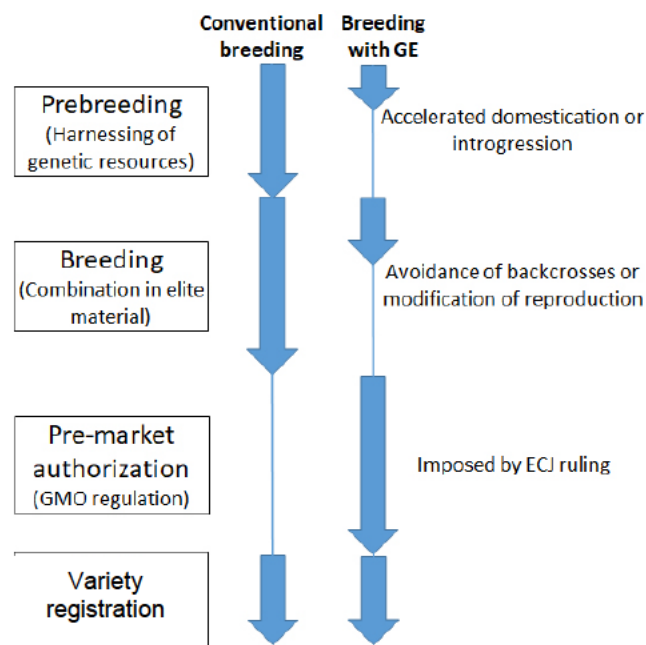 Conventional
breeding
Breeding
with GE
Prebreeding
(Harnessing of
genetic resources)
Accelerated domestication or
introgression
Breeding
(Combination in elite
material)
Avoidance of backcrosses or
modification of reproduction
Pre-market
authorization
(GMO regulation)
Imposed by ECJ ruling
Variety
registration